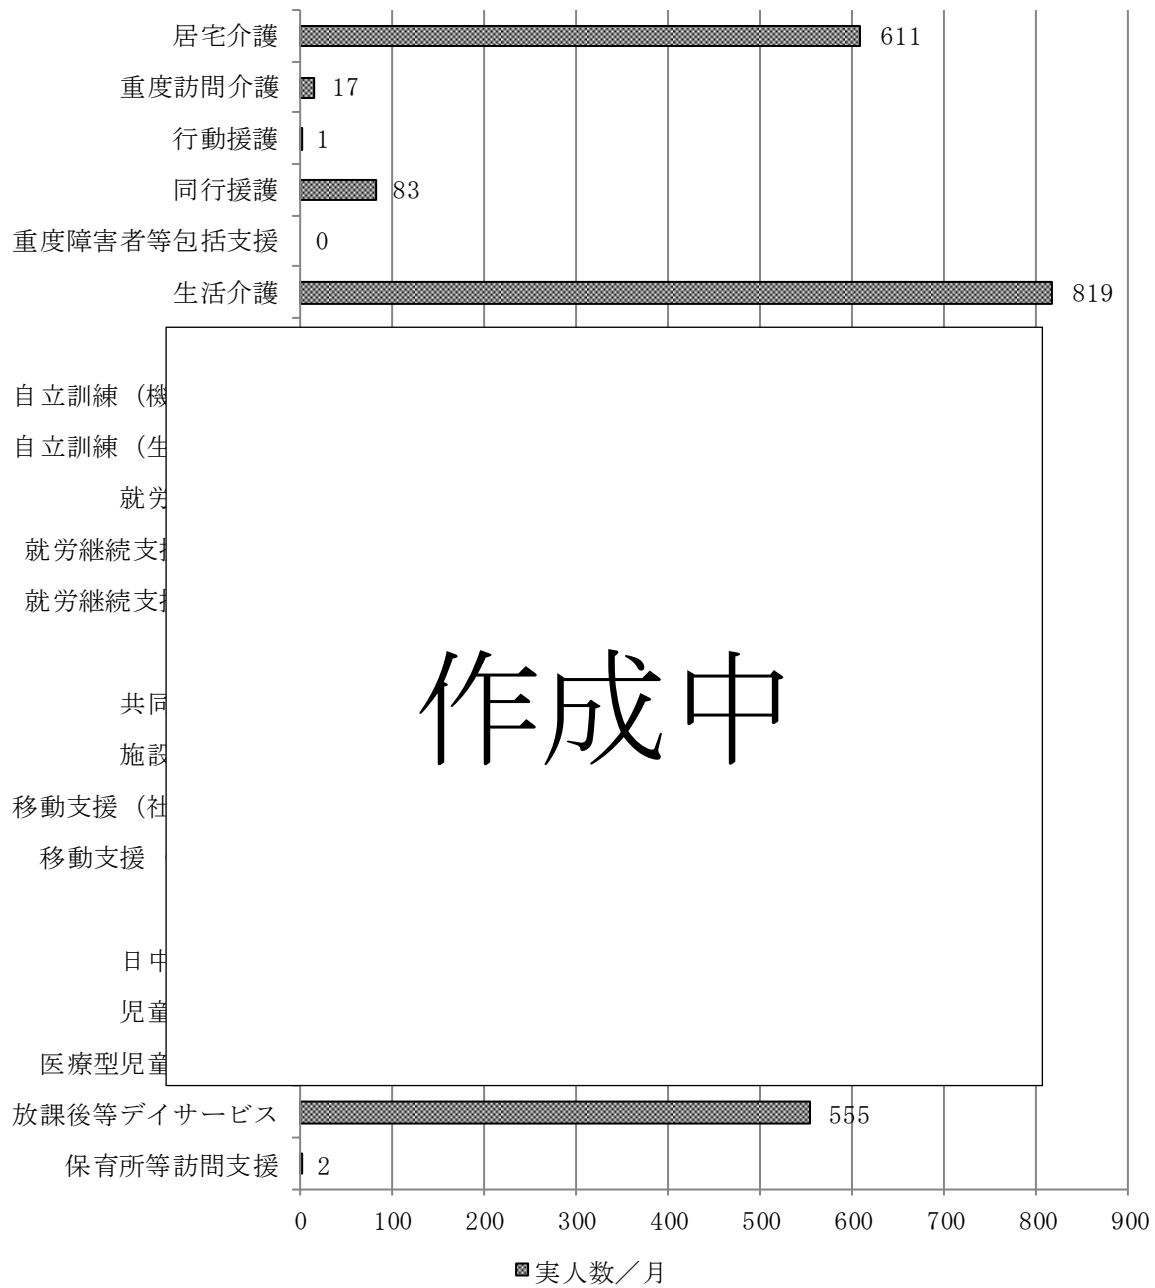 居宅介護 611
重度訪問介護 17
行動援護 1
同行援護 83
重度障害者等包括支援 0
生活介護 819
自立訓練（機
自立訓練（生
就労
就労継続支
就労継続支
作成中
共同
施設
移動支援（社
移動支援
日中
児童
医療型児童
放課後等デイサービス 555
保育所等訪問支援 2
0 100 200 300 400 500 600 700 800 900
実人数／月